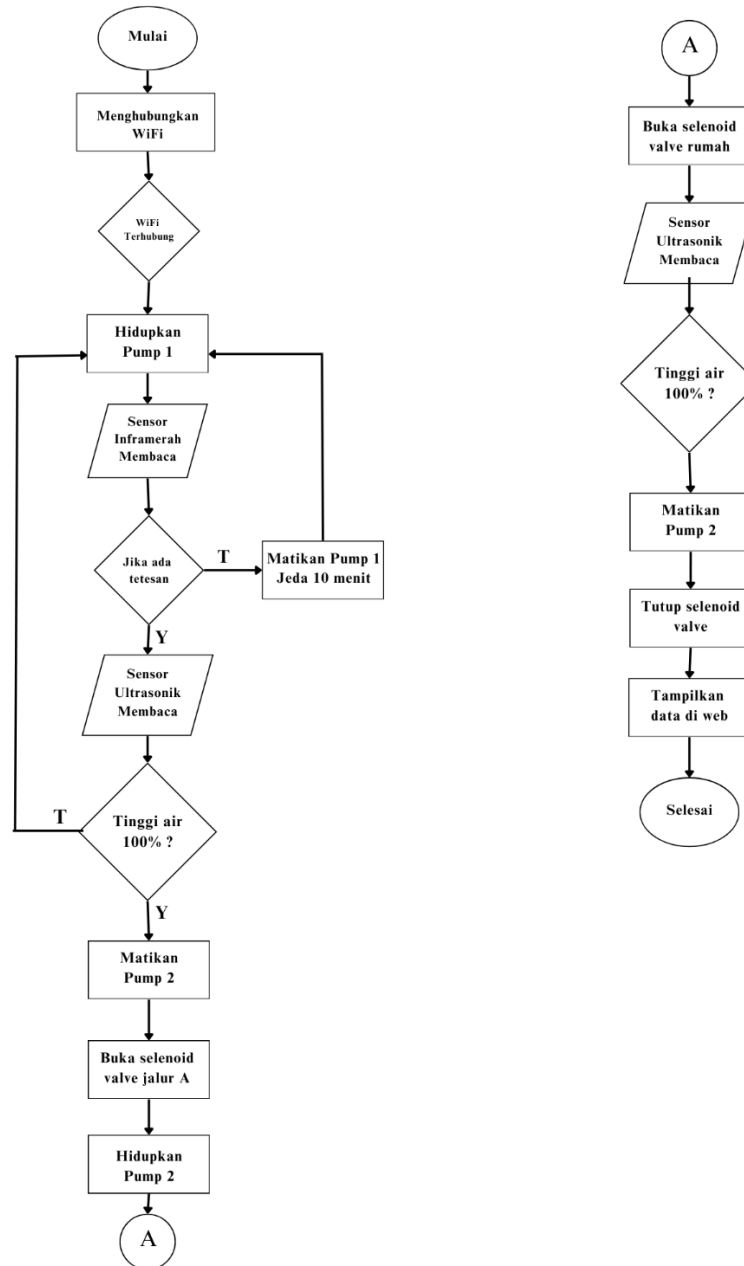 Mulai
Menghubungkan
WiFi
WiFi
Terhubung
Hidupkan
Pump 1
Sensor
Inframerah
Membaca
Jika ada
tetesan
T
Matikan Pump 1
Jeda 10 menit
Y
Sensor
Ultrasonik
Membaca
T
Tinggi air
100% ?
Y
Matikan
Pump 2
Buka selenoid
valve jalur A
Hidupkan
Pump 2
A
A
Buka selenoid
valve rumah
Sensor
Ultrasonik
Membaca
Tinggi air
100% ?
Matikan
Pump 2
Tutup selenoid
valve
Tampilkan
data di web
Selesai